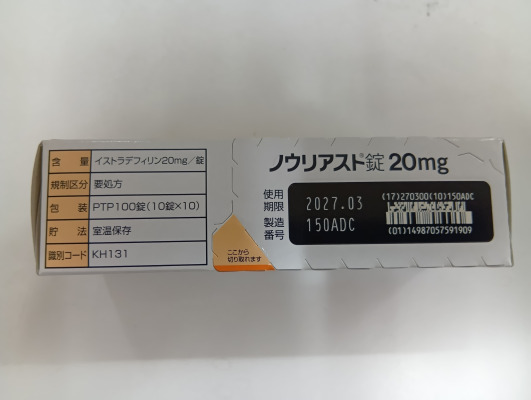 含 量 イストラデフィリン20mg/錠
規制区分 要処方
包 装 PTP100錠(10錠×10)
貯 法 室温保存
識別コード KH131
ここから
切り取れます
ノウリアスト®錠 20mg
使用
期限 2027.03
製造
番号 150ADC
(17)270300(10)150ADC
(01)14987057591909